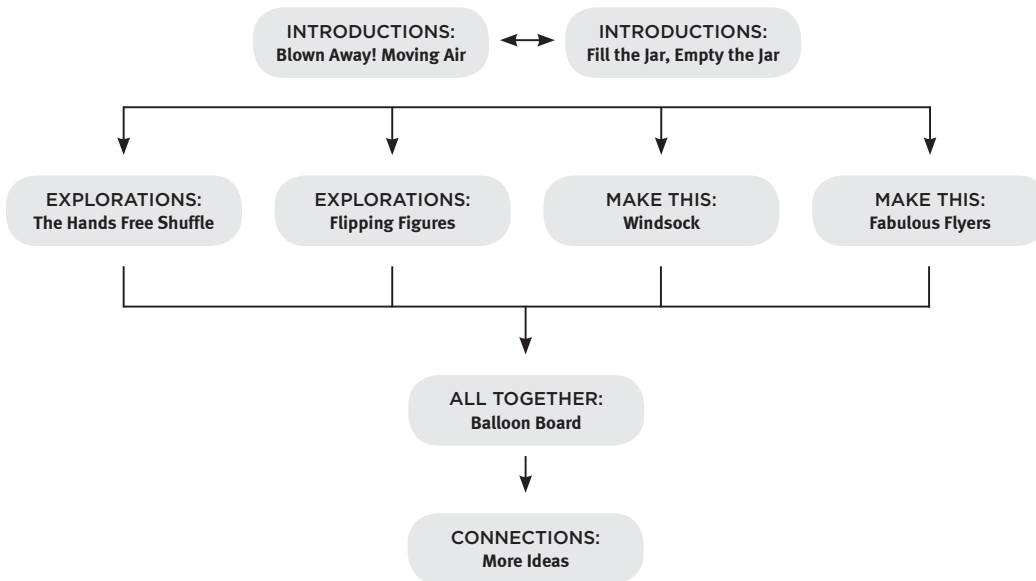 INTRODUCTIONS:
Blown Away! Moving Air
INTRODUCTIONS:
Fill the Jar, Empty the Jar
EXPLORATIONS:
The Hands Free Shuffle
EXPLORATIONS:
Flipping Figures
MAKE THIS:
Windsock
MAKE THIS:
Fabulous Flyers
ALL TOGETHER:
Balloon Board
CONNECTIONS:
More Ideas